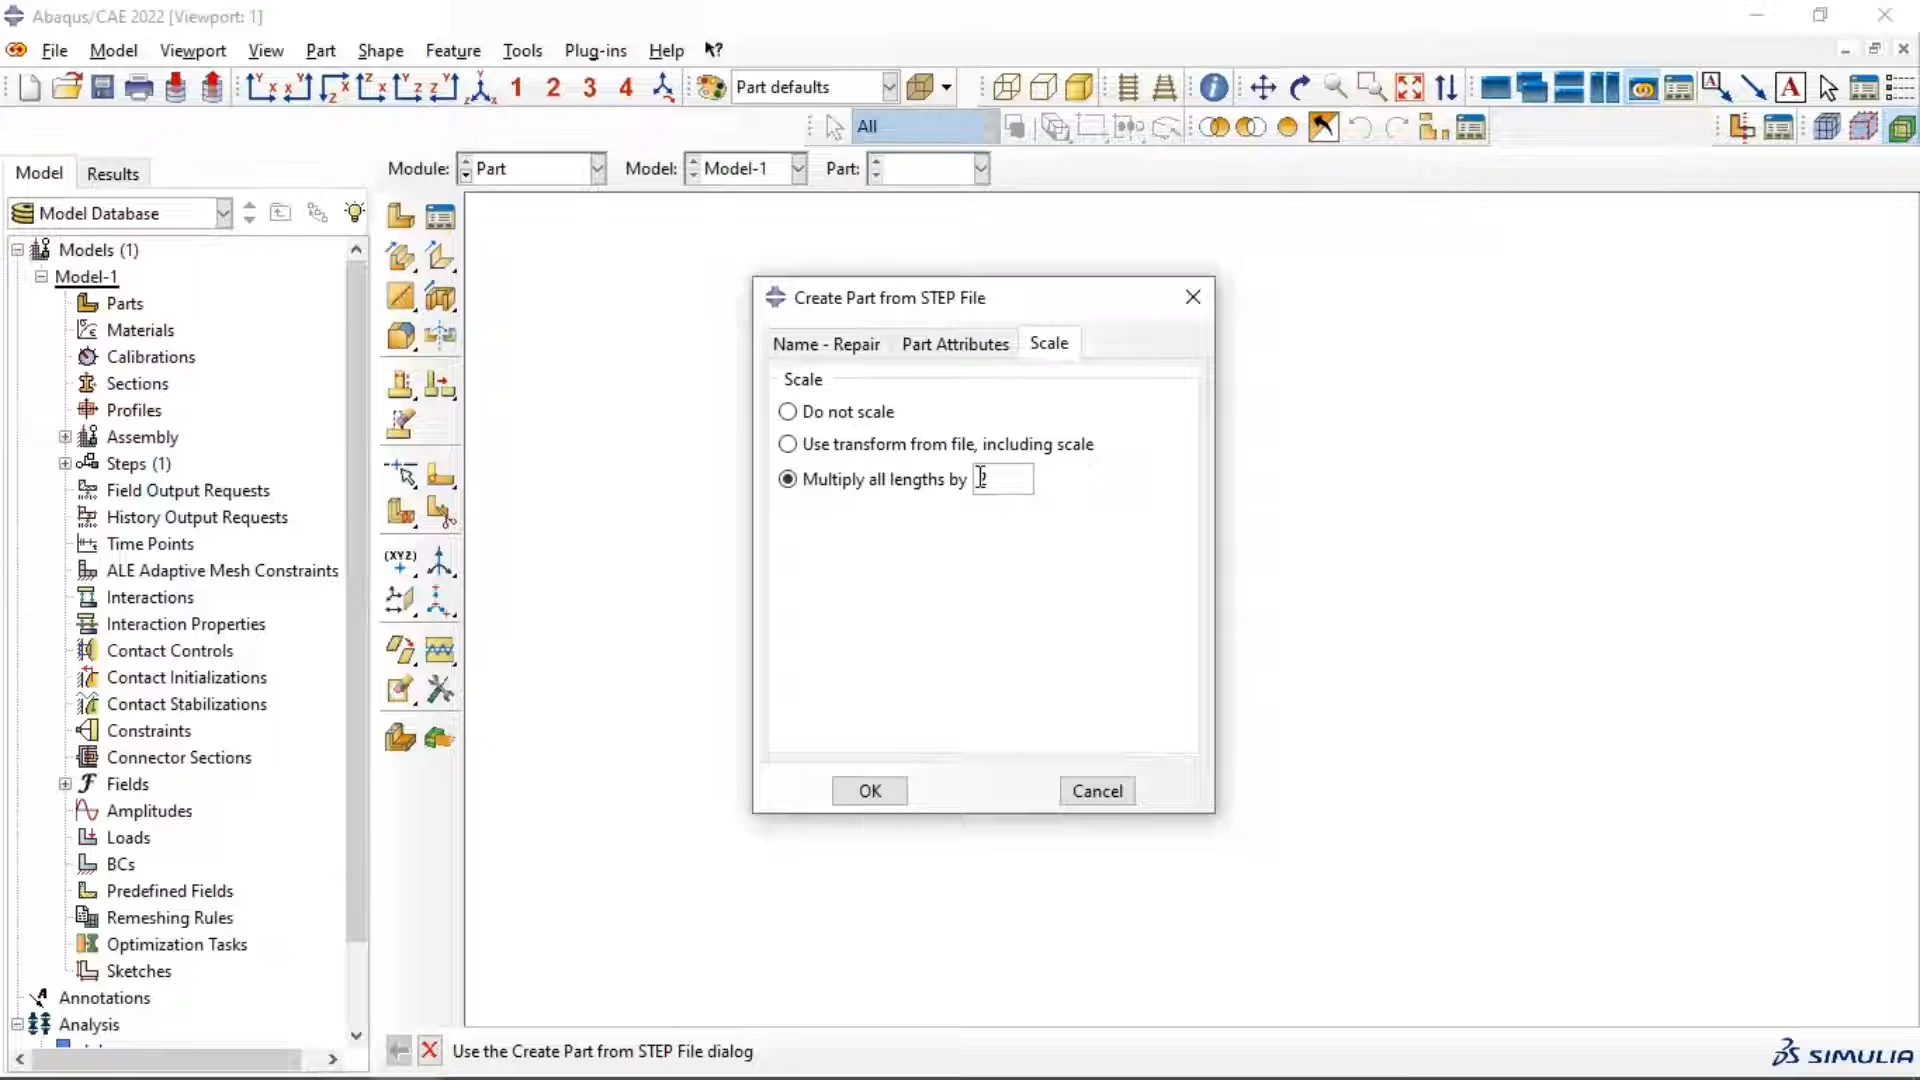 Abaqus/CAE 2022 [Viewport: 1]
File Model Viewport View Part Shape Feature Tools Plug-ins Help
1 2 3 4 Part defaults
All
Model Results Module: Part Model: Model-1 Part:
Model Database
Models (1)
Model-1
Parts
Materials
Calibrations
Sections
Profiles
Assembly
Steps (1)
Field Output Requests
History Output Requests
Time Points
ALE Adaptive Mesh Constraints
Interactions
Interaction Properties
Contact Controls
Contact Initializations
Contact Stabilizations
Constraints
Connector Sections
Fields
Amplitudes
Loads
BCs
Predefined Fields
Remeshing Rules
Optimization Tasks
Sketches
Annotations
Analysis
(XYZ)
Create Part from STEP File
Name - Repair Part Attributes Scale
Scale
Do not scale
Use transform from file, including scale
Multiply all lengths by
OK Cancel
Use the Create Part from STEP File dialog
SIMULIA